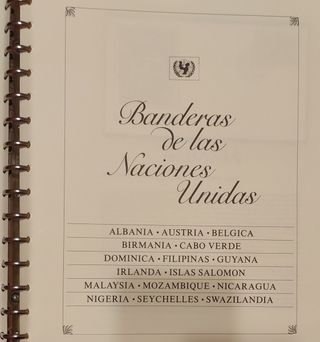 Banderas
de las
Naciones
Unidas
ALBANIA • AUSTRIA • BELGICA
BIRMANIA • CABO VERDE
DOMINICA • FILIPINAS • GUYANA
IRLANDA • ISLAS SALOMON
MALAYSIA • MOZAMBIQUE • NICARAGUA
NIGERIA • SEYCHELLES • SWAZILANDIA